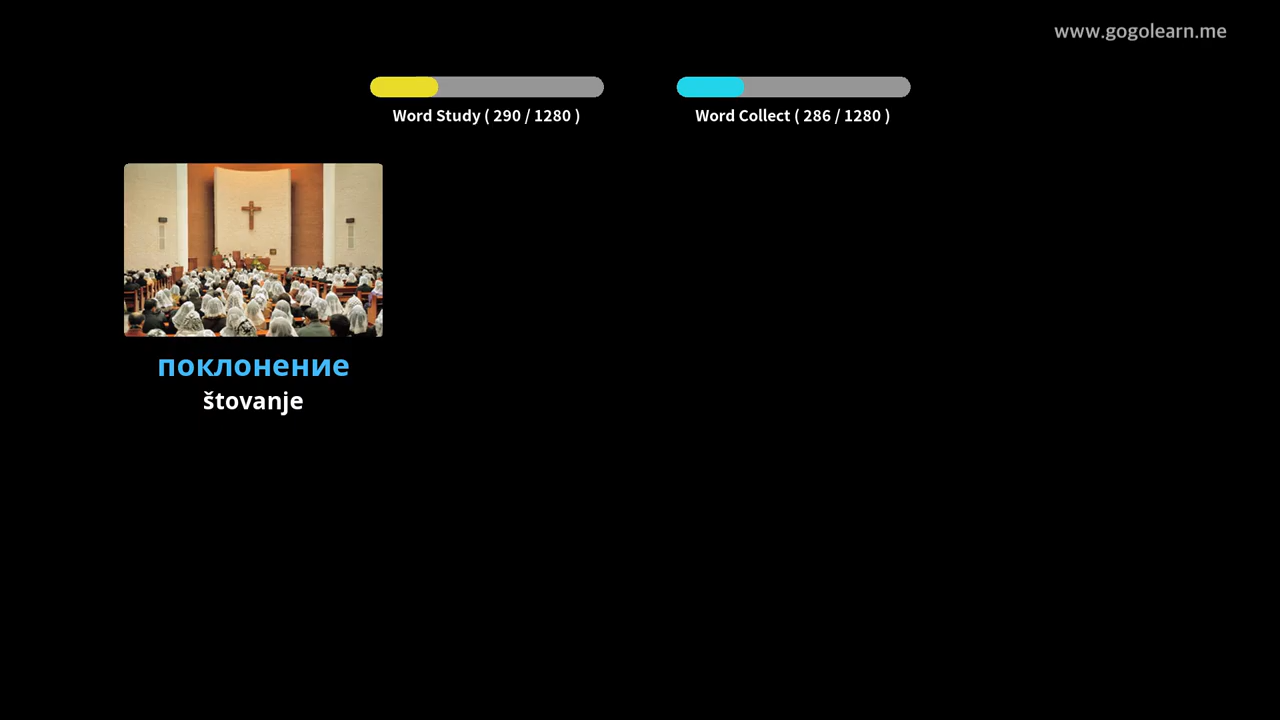 www.gogolearn.me
Word Study ( 290 / 1280 )
Word Collect ( 286 / 1280 )
поклонение
štovanje